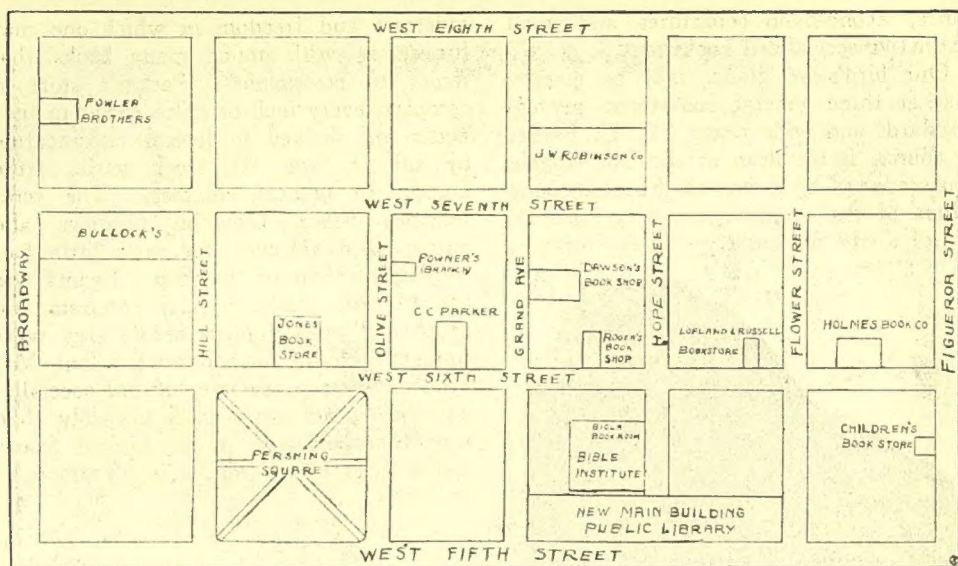 WEST EIGHTH STREET
FOWLER
BROTHERS
J.W. ROBINSON CO
WEST SEVENTH STREET
BULLOCK'S
BROADWAY
HILL STREET
OLIVE STREET
GRAND AVE
HOPE STREET
FLOWER STREET
FIGUEROA STREET
FOWNER'S
(BRANCH)
DAWSON'S
BOOK SHOP
C C PARKER
JONES
BOOK
STORE
ROGER'S
BOOK
SHOP
LOFLAND & RUSSELL
BOOKSTORE
HOLMES BOOK CO
WEST SIXTH STREET
PERSHING
SQUARE
BIOLA
BOOK ROOM
BIBLE
INSTITUTE
CHILDREN'S
BOOK STORE
NEW MAIN BUILDING
PUBLIC LIBRARY
WEST FIFTH STREET